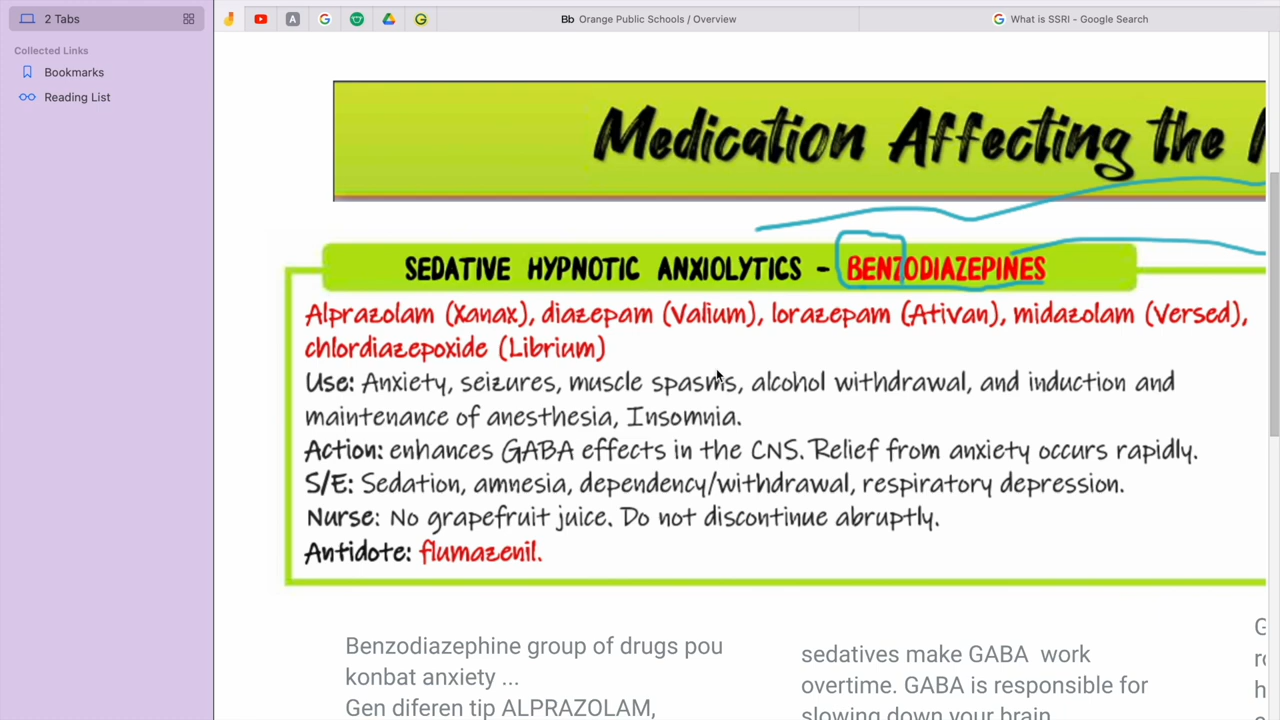 2 Tabs
Collected Links
Bookmarks
Reading List
A
G
Bb Orange Public Schools / Overview
G What is SSRI - Google Search
Medication Affecting the
SEDATIVE HYPNOTIC ANXIOLYTICS - BENZODIAZEPINES
Alprazolam (Xanax), diazepam (Valium), lorazepam (Ativan), midazolam (Versed),
chlordiazepoxide (Librium)
Use: Anxiety, seizures, muscle spasms, alcohol withdrawal, and induction and
maintenance of anesthesia, Insomnia.
Action: enhances GABA effects in the CNS. Relief from anxiety occurs rapidly.
S/E: Sedation, amnesia, dependency/withdrawal, respiratory depression.
Nurse: No grapefruit juice. Do not discontinue abruptly.
Antidote: flumazenil.
Benzodiazephine group of drugs pou
konbat anxiety ...
Gen diferen tip ALPRAZOLAM,
sedatives make GABA work
overtime. GABA is responsible for
slowing down your brain